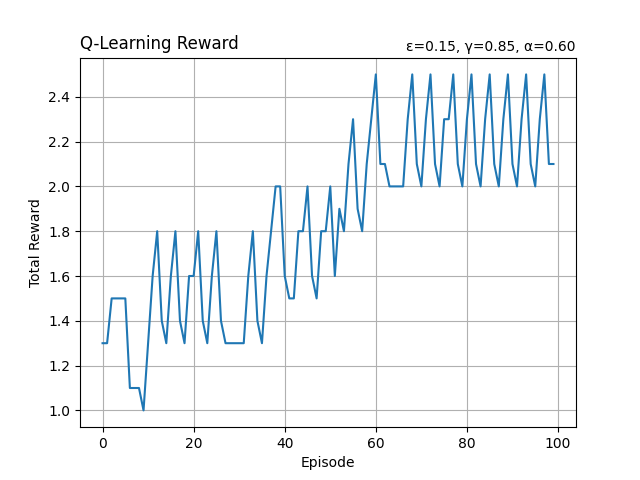 Q-Learning Reward
ε=0.15, γ=0.85, α=0.60
Total Reward
2.4
2.2
2.0
1.8
1.6
1.4
1.2
1.0
0 20 40 60 80 100
Episode